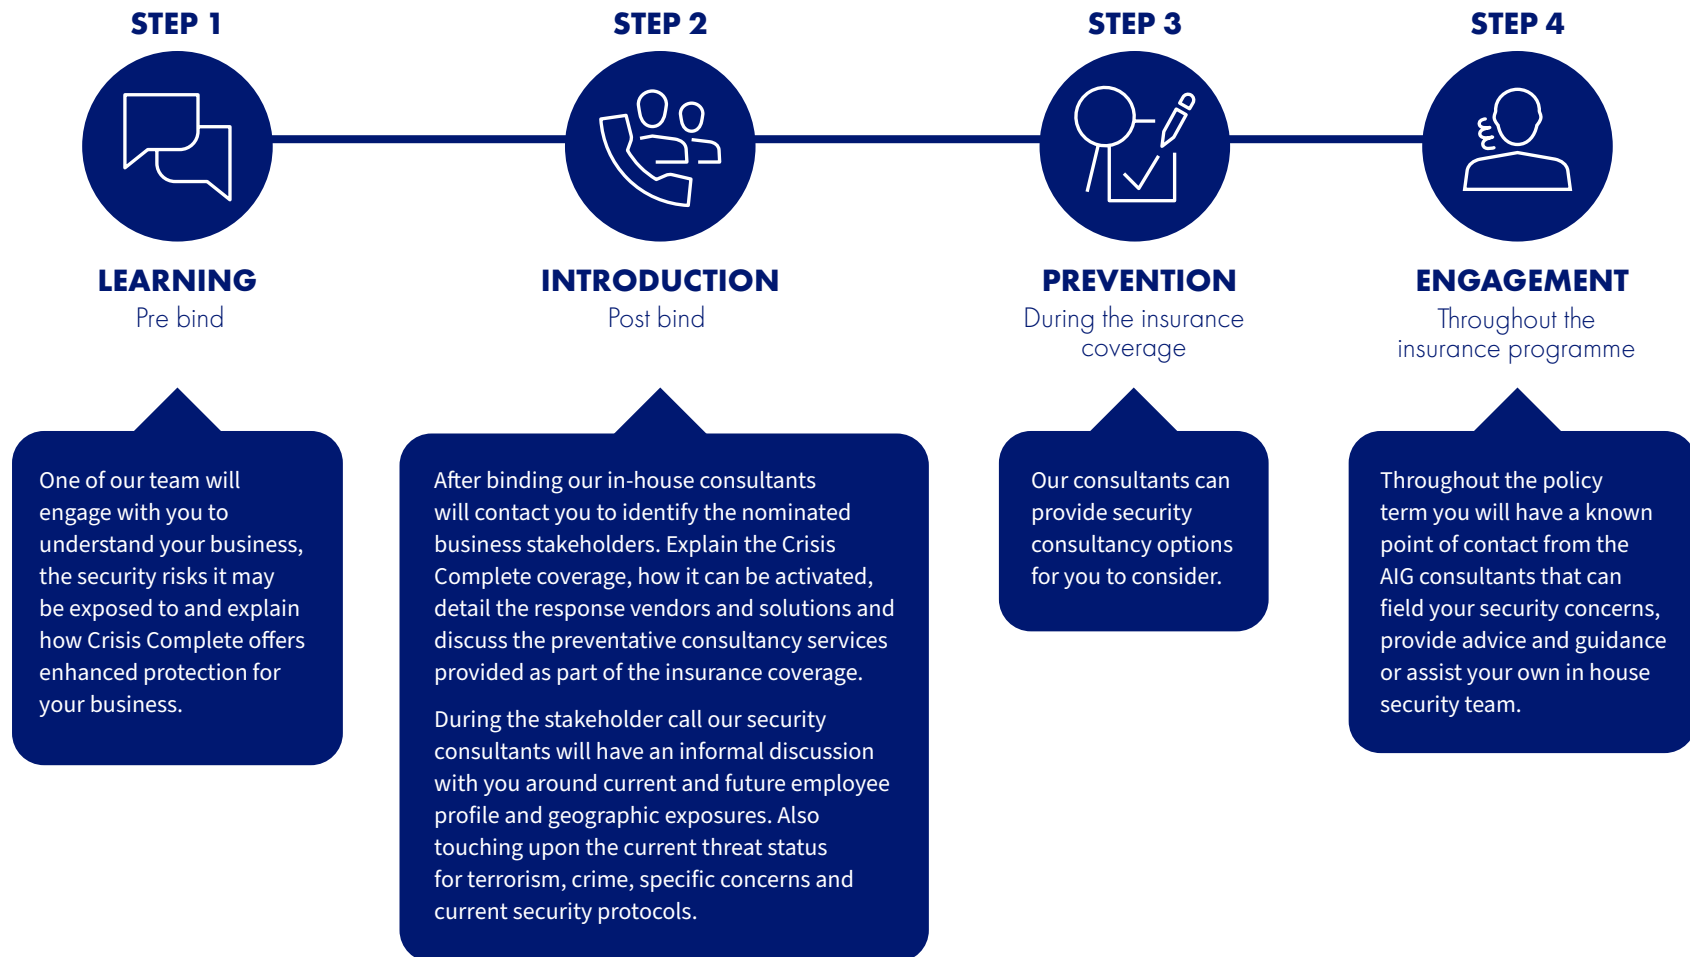 STEP 1
LEARNING
Pre bind
One of our team will
engage with you to
understand your business,
the security risks it may
be exposed to and explain
how Crisis Complete offers
enhanced protection for
your business.
STEP 2
INTRODUCTION
Post bind
After binding our in-house consultants
will contact you to identify the nominated
business stakeholders. Explain the Crisis
Complete coverage, how it can be activated,
detail the response vendors and solutions and
discuss the preventative consultancy services
provided as part of the insurance coverage.
During the stakeholder call our security
consultants will have an informal discussion
with you around current and future employee
profile and geographic exposures. Also
touching upon the current threat status
for terrorism, crime, specific concerns and
current security protocols.
STEP 3
PREVENTION
During the insurance
coverage
Our consultants can
provide security
consultancy options
for you to consider.
STEP 4
ENGAGEMENT
Throughout the
insurance programme
Throughout the policy
term you will have a known
point of contact from the
AIG consultants that can
field your security concerns,
provide advice and guidance
or assist your own in house
security team.